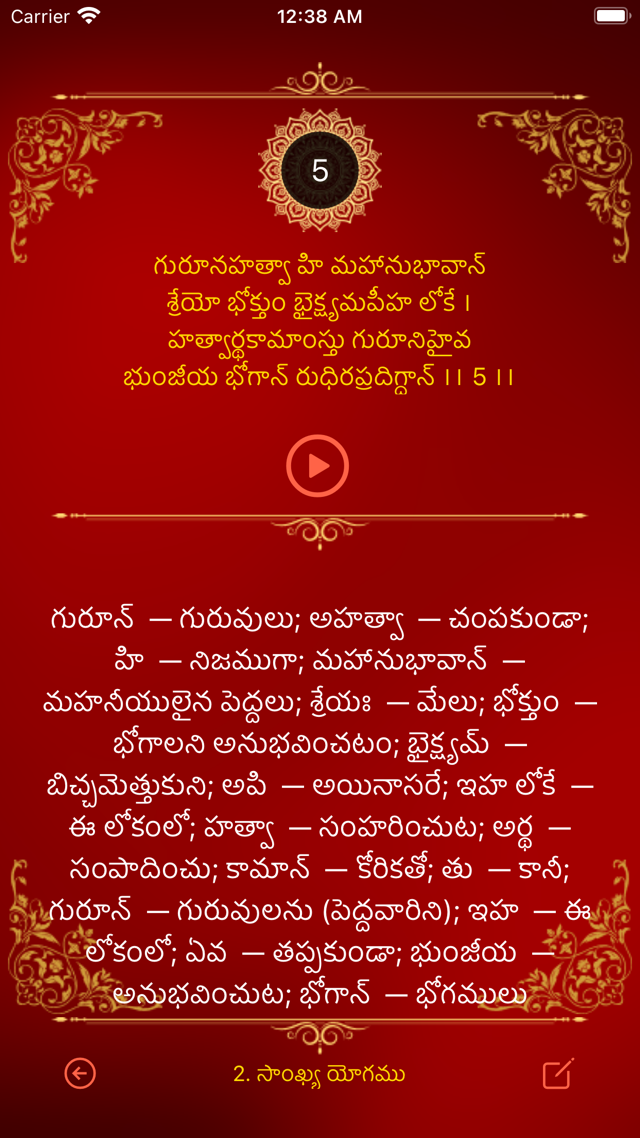 Carrier 12:38 AM
5
గురూనహత్వా హి మహానుభావాన్
శ్రేయో భోక్తుం భైక్ష్యమపీహ లోకే ।
హత్వార్థకామాంస్తు గురూనిహైవ
భుంజీయ భోగాన్ రుధిరప్రదిగ్ధాన్ ।। 5 ।।
గురూన్ — గురువులు; అహత్వా — చంపకుండా;
హి — నిజముగా; మహానుభావాన్ —
మహనీయులైన పెద్దలు; శ్రేయః — మేలు; భోక్తుం —
భోగాలని అనుభవించటం; భైక్ష్యమ్ —
బిచ్చమెత్తుకుని; అపి — అయినాసరే; ఇహ లోకే —
ఈ లోకంలో; హత్వా — సంహరించుట; అర్థ —
సంపాదించు; కామాన్ — కోరికతో; తు — కానీ;
గురూన్ — గురువులను (పెద్దవారిని); ఇహ — ఈ
లోకంలో; ఏవ — తప్పకుండా; భుంజీయ —
అనుభవించుట; భోగాన్ — భోగములు
2. సాంఖ్య యోగము